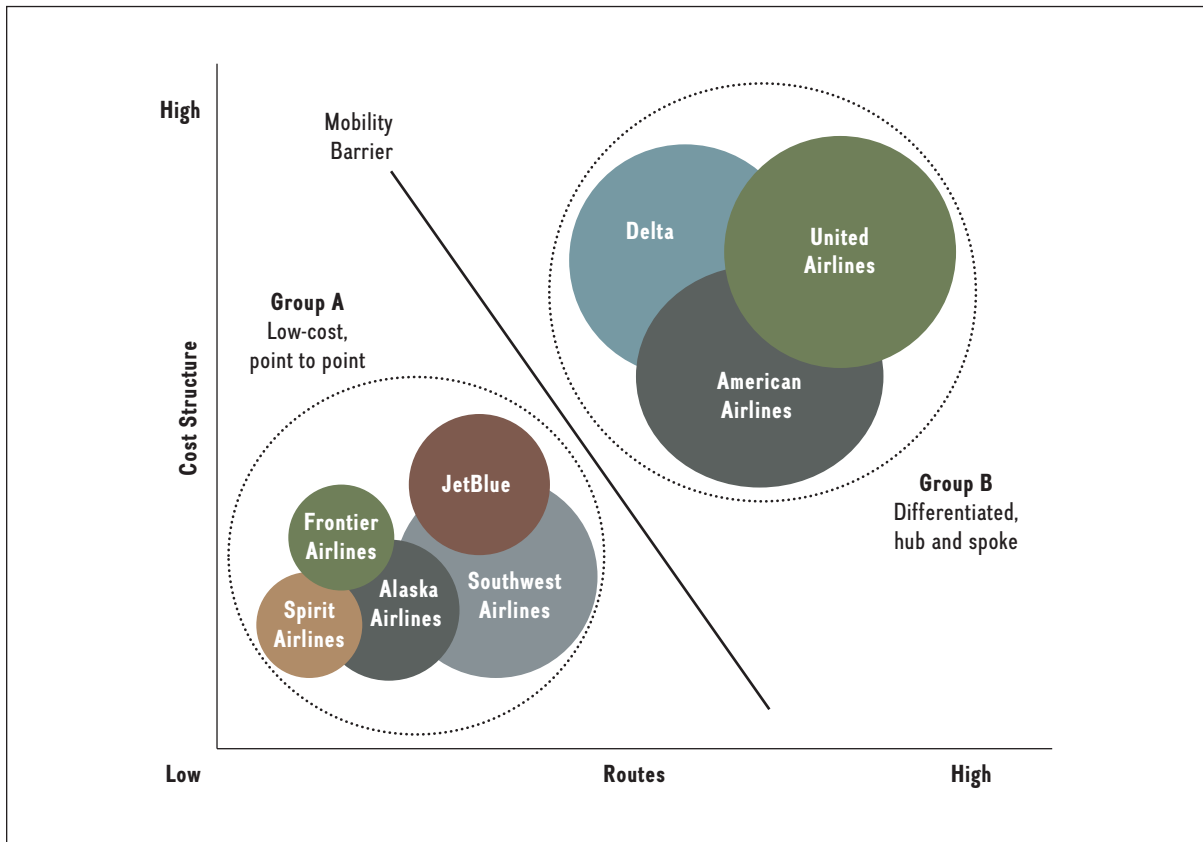 High
Mobility
Barrier
Delta
United
Airlines
Group A
Low-cost,
point to point
American
Airlines
Cost Structure
JetBlue
Group B
Differentiated,
hub and spoke
Frontier
Airlines
Alaska
Airlines
Southwest
Airlines
Spirit
Airlines
Low
Routes
High